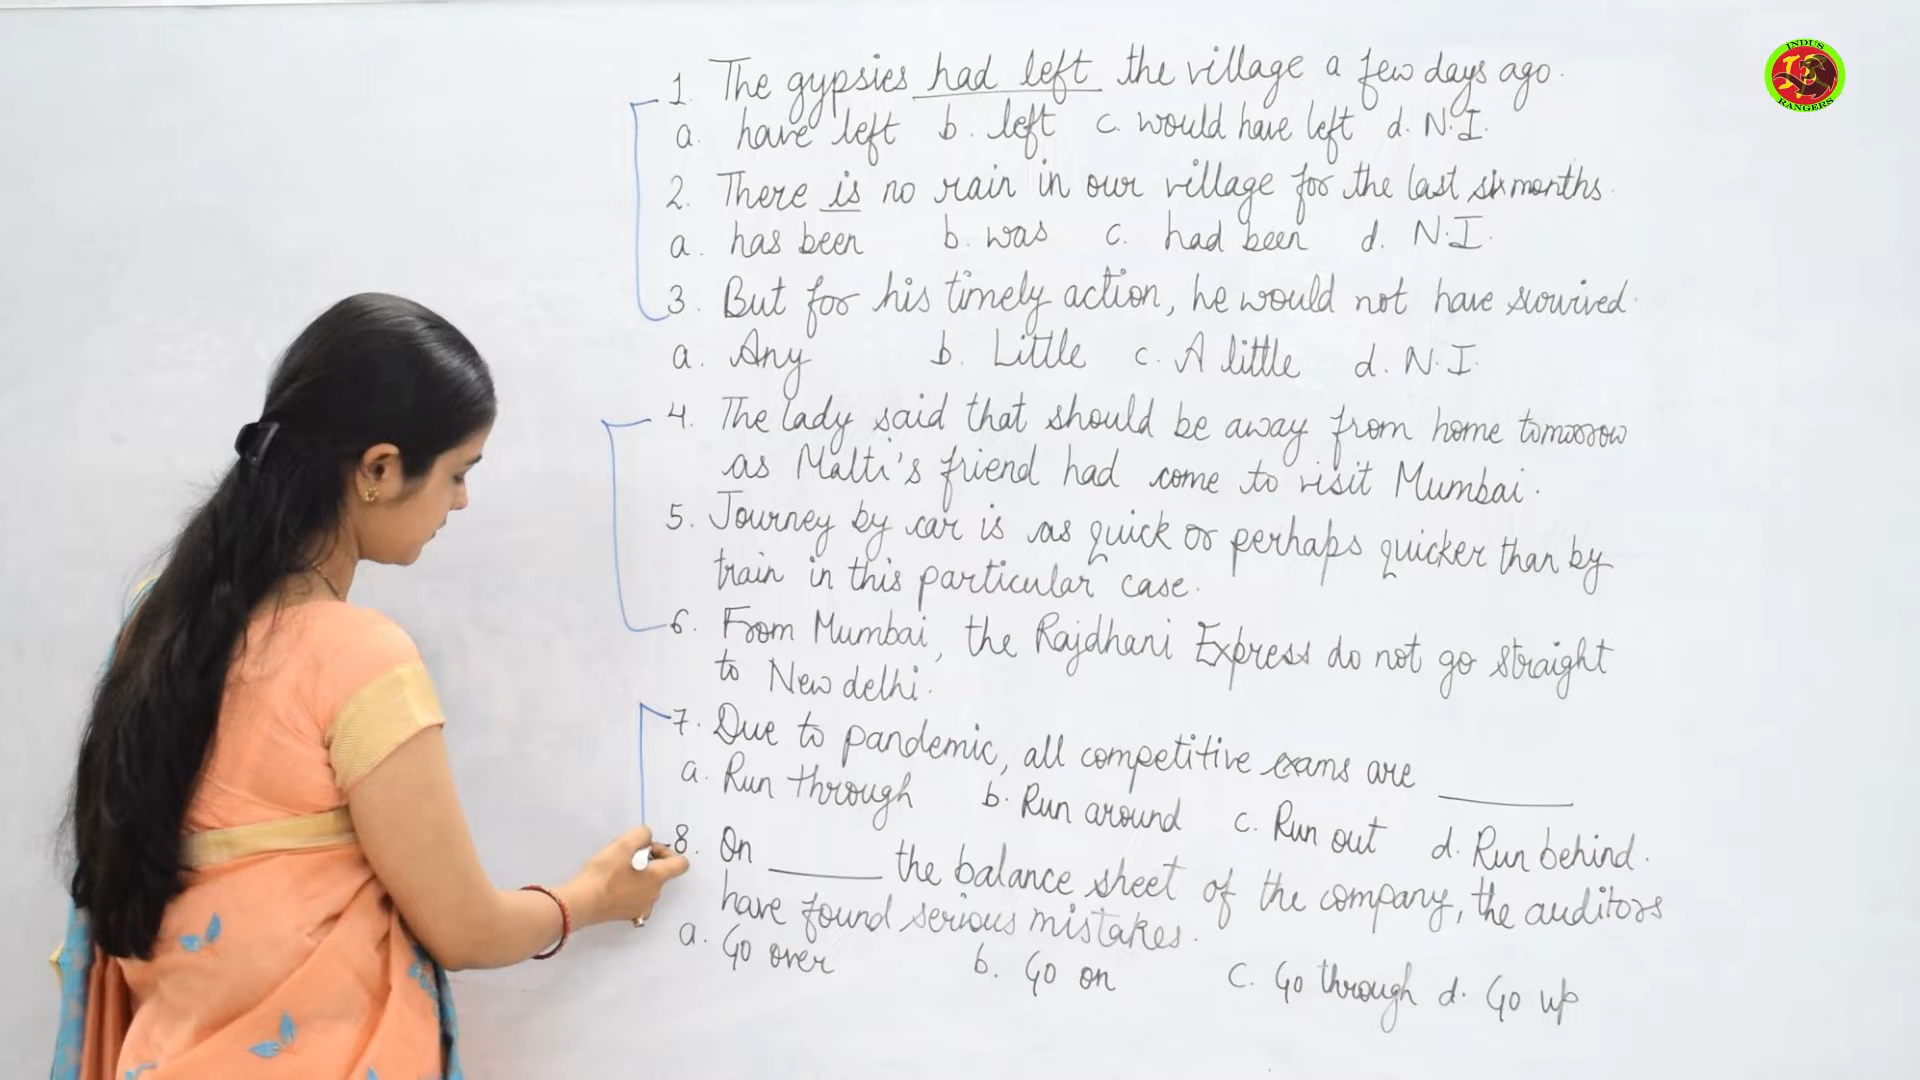 1. The gypsies had left the village a few days ago.
a. have left b. left c. would have left d. N.I.
2. There is no rain in our village for the last six months.
a. has been b. was c. had been d. N.I.
3. But for his timely action, he would not have survived.
a. Any b. Little c. A little d. N.I.
4. The lady said that should be away from home tomorrow
as Malti's friend had come to visit Mumbai.
5. Journey by car is as quick or perhaps quicker than by
train in this particular case.
6. From Mumbai, the Rajdhani Express do not go straight
to New delhi.
7. Due to pandemic, all competitive exams are ______
a. Run through b. Run around c. Run out d. Run behind.
8. On ______ the balance sheet of the company, the auditors
have found serious mistakes.
a. Go over b. Go on c. Go through d. Go up
INDUS
IR
RANGERS